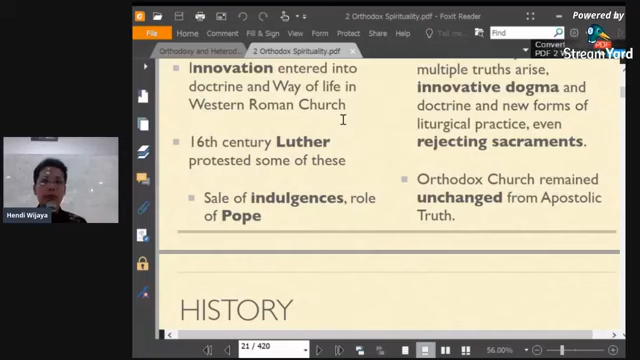 2 Orthodox Spirituality.pdf - Foxit Reader
Powered by
StreamYard
File Home Comment Fill & Sign View Form Protect Share Help
Tell me
Find
Convert
Orthodoxy and Heterod...
2 Orthodox Spirituality.pdf
Innovation entered into
doctrine and Way of life in
Western Roman Church
16th century Luther
protested some of these
Sale of indulgences, role
of Pope
multiple truths arise,
innovative dogma and
doctrine and new forms of
liturgical practice, even
rejecting sacraments.
Orthodox Church remained
unchanged from Apostolic
Truth.
HISTORY
Hendi Wijaya
21 / 420
56.00%